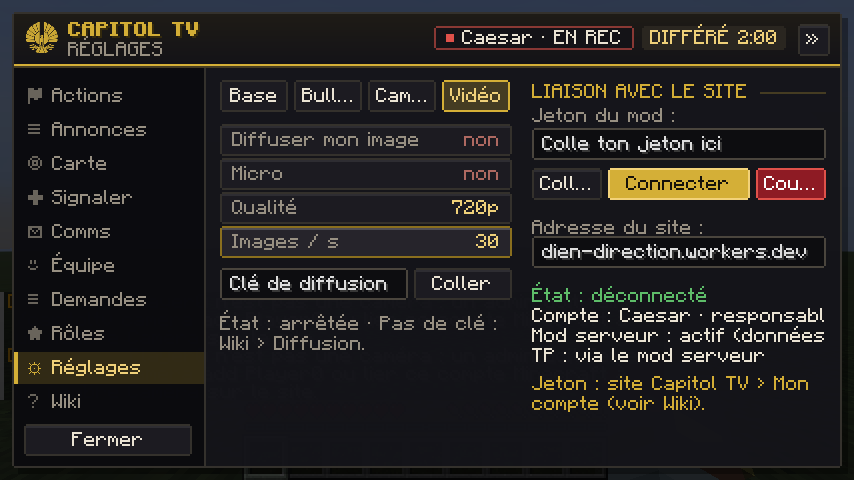 CAPITOL TV
RÉGLAGES
Caesar · EN REC
DIFFÉRÉ 2:00
»
Actions
Annonces
Carte
Signaler
Comms
Équipe
Demandes
Rôles
Réglages
? Wiki
Fermer
Base
Bull...
Cam...
Vidéo
Diffuser mon image non
Micro non
Qualité 720p
Images / s 30
Clé de diffusion
Coller
État : arrêtée · Pas de clé :
Wiki > Diffusion.
LIAISON AVEC LE SITE
Jeton du mod :
Colle ton jeton ici
Coll...
Connecter
Cou...
Adresse du site :
dien-direction.workers.dev
État : déconnecté
Compte : Caesar · responsabl
Mod serveur : actif (données
TP : via le mod serveur
Jeton : site Capitol TV > Mon
compte (voir Wiki).